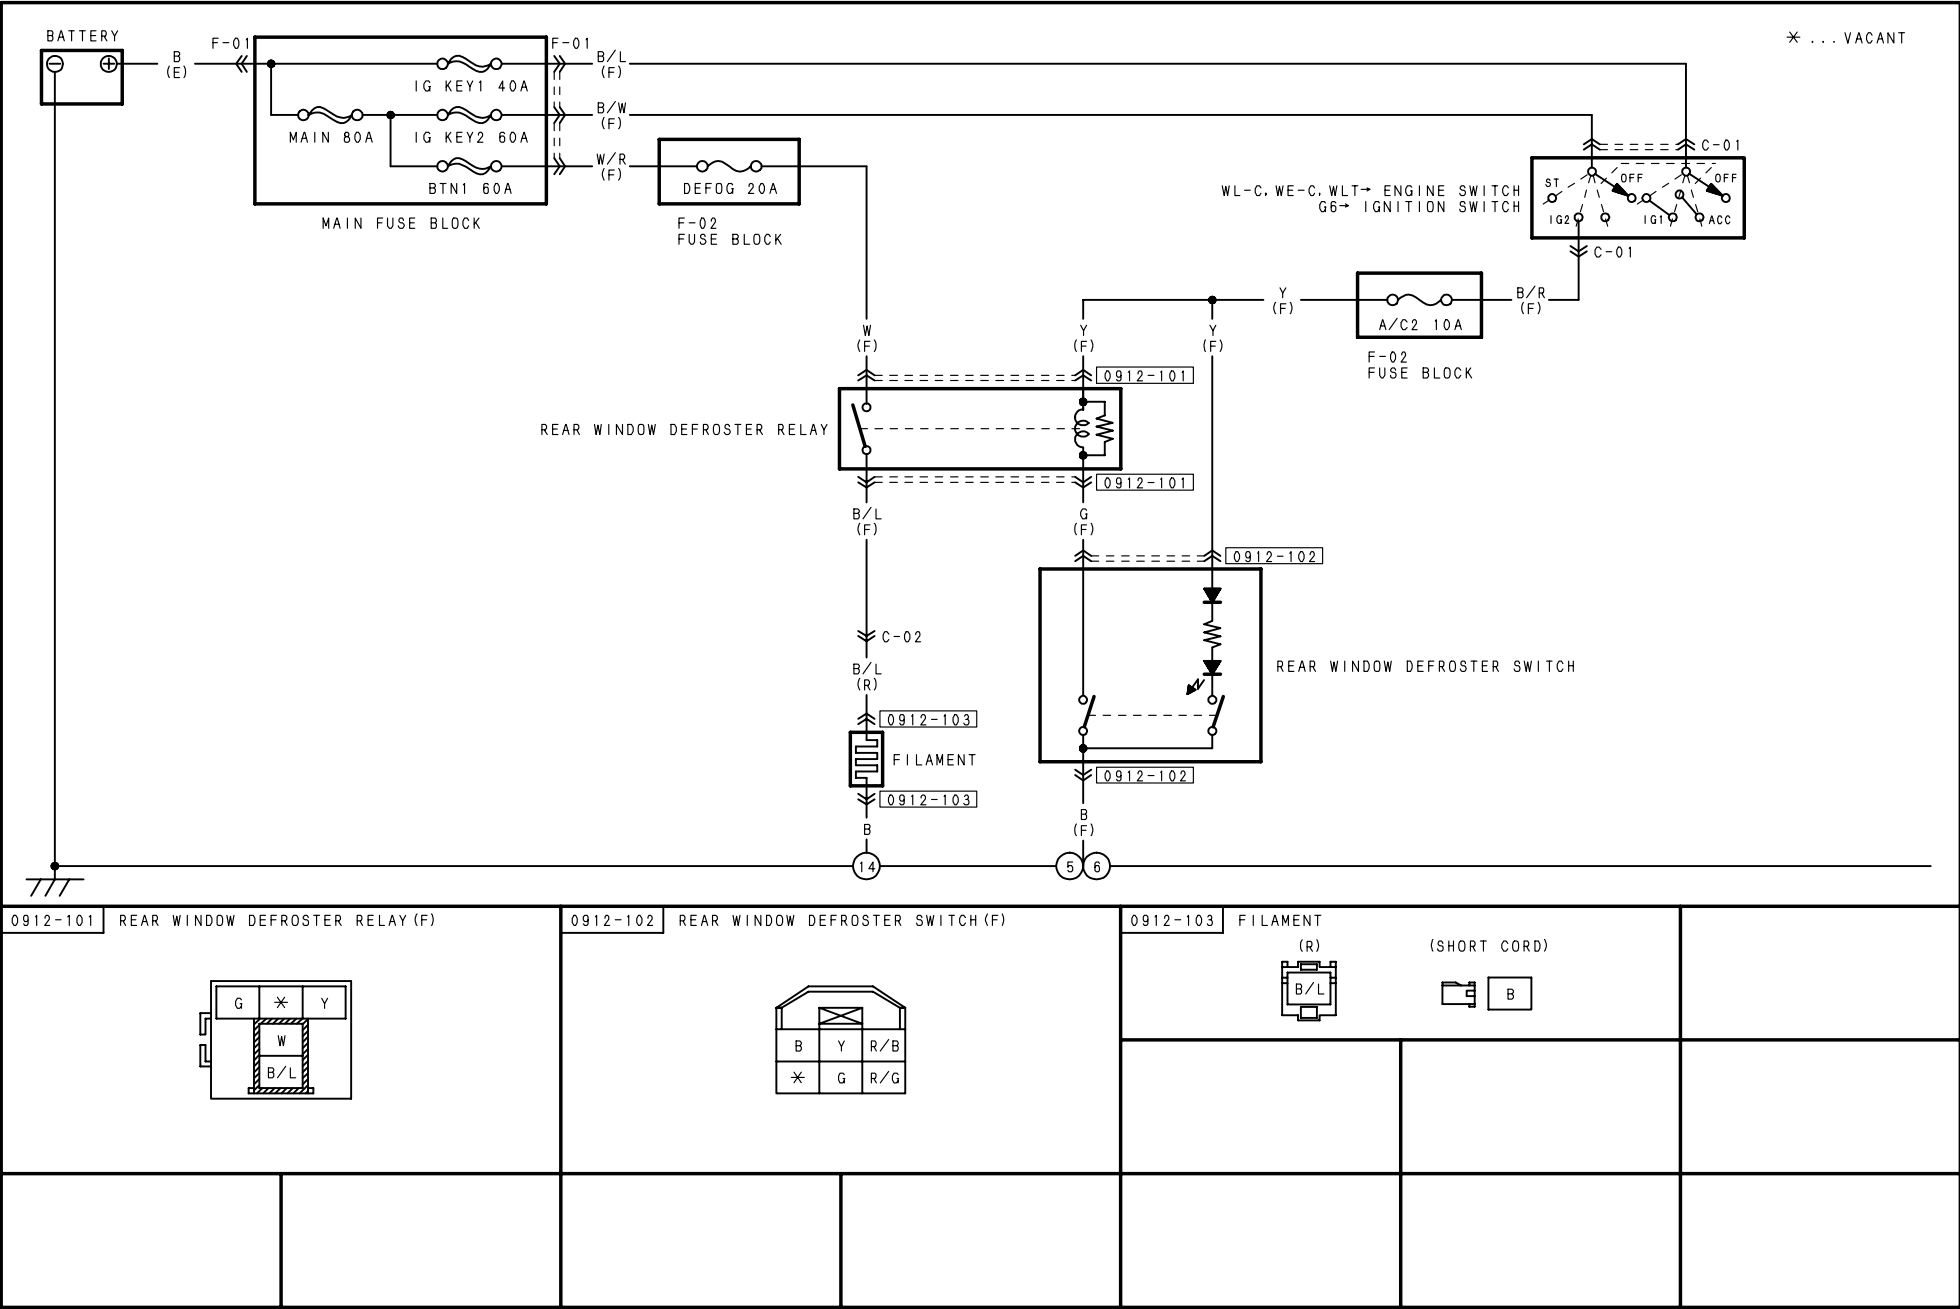 BATTERY
* ... VACANT
F-01
F-01
B
(E)
B/L
(F)
IG KEY1 40A
B/W
(F)
MAIN 80A
IG KEY2 60A
C-01
W/R
(F)
BTN1 60A
DEFOG 20A
ST
OFF
OFF
WL-C, WE-C, WLT→ ENGINE SWITCH
G6→ IGNITION SWITCH
IG2
IG1
ACC
MAIN FUSE BLOCK
F-02
FUSE BLOCK
C-01
Y
(F)
B/R
(F)
A/C2 10A
W
(F)
Y
(F)
Y
(F)
F-02
FUSE BLOCK
0912-101
REAR WINDOW DEFROSTER RELAY
0912-101
B/L
(F)
G
(F)
0912-102
C-02
B/L
(R)
REAR WINDOW DEFROSTER SWITCH
0912-103
FILAMENT
0912-102
0912-103
B
B
(F)
14
5
6
0912-101 REAR WINDOW DEFROSTER RELAY(F)
G * Y
W
B/L
0912-102 REAR WINDOW DEFROSTER SWITCH(F)
B Y R/B
* G R/G
0912-103 FILAMENT
(R)
(SHORT CORD)
B/L
B